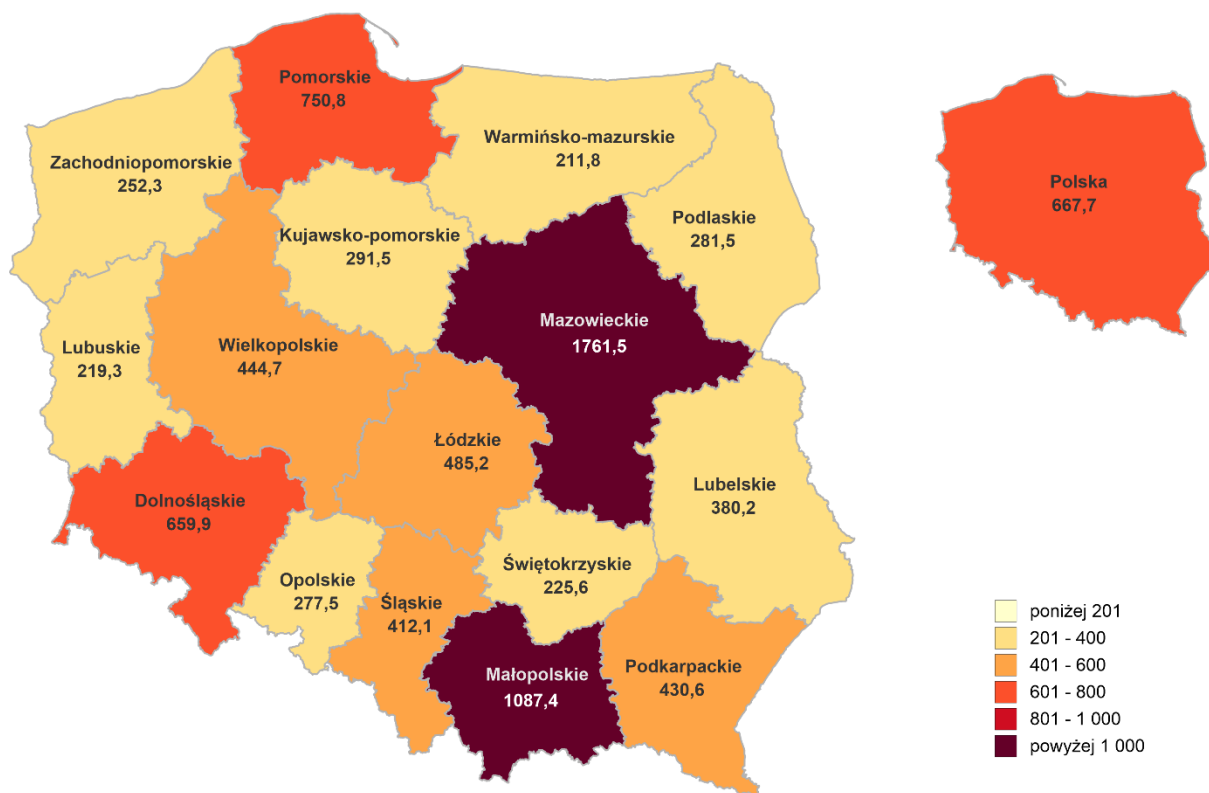 Pomorskie
750,8
Warmińsko-mazurskie
211,8
Zachodniopomorskie
252,3
Podlaskie
281,5
Kujawsko-pomorskie
291,5
Mazowieckie
1761,5
Lubuskie
219,3
Wielkopolskie
444,7
Łódzkie
485,2
Lubelskie
380,2
Dolnośląskie
659,9
Świętokrzyskie
225,6
Opolskie
277,5
Śląskie
412,1
Małopolskie
1087,4
Podkarpackie
430,6
Polska
667,7
poniżej 201
201 - 400
401 - 600
601 - 800
801 - 1 000
powyżej 1 000